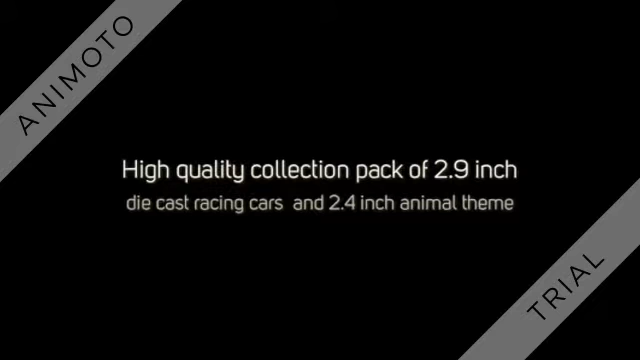 ANIMOTO
High quality collection pack of 2.9 inch
die cast racing cars and 2.4 inch animal theme
TRIAL